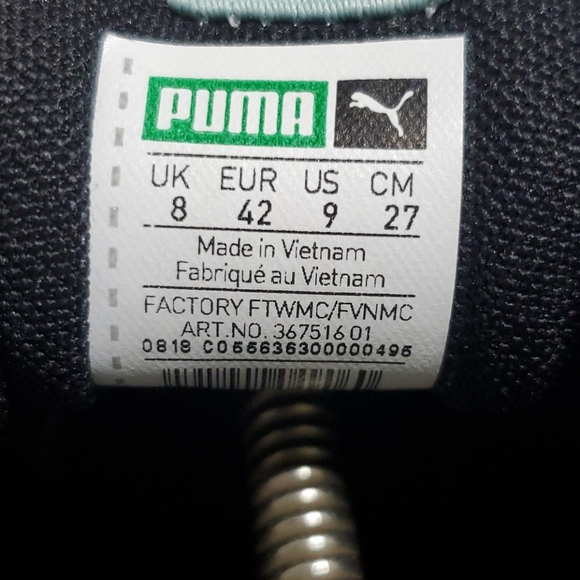 PUMA
UK EUR US CM
8 42 9 27
Made in Vietnam
Fabriqué au Vietnam
FACTORY FTWMC/FVNMC
ART.NO. 367516 01
0818 C055636300000495